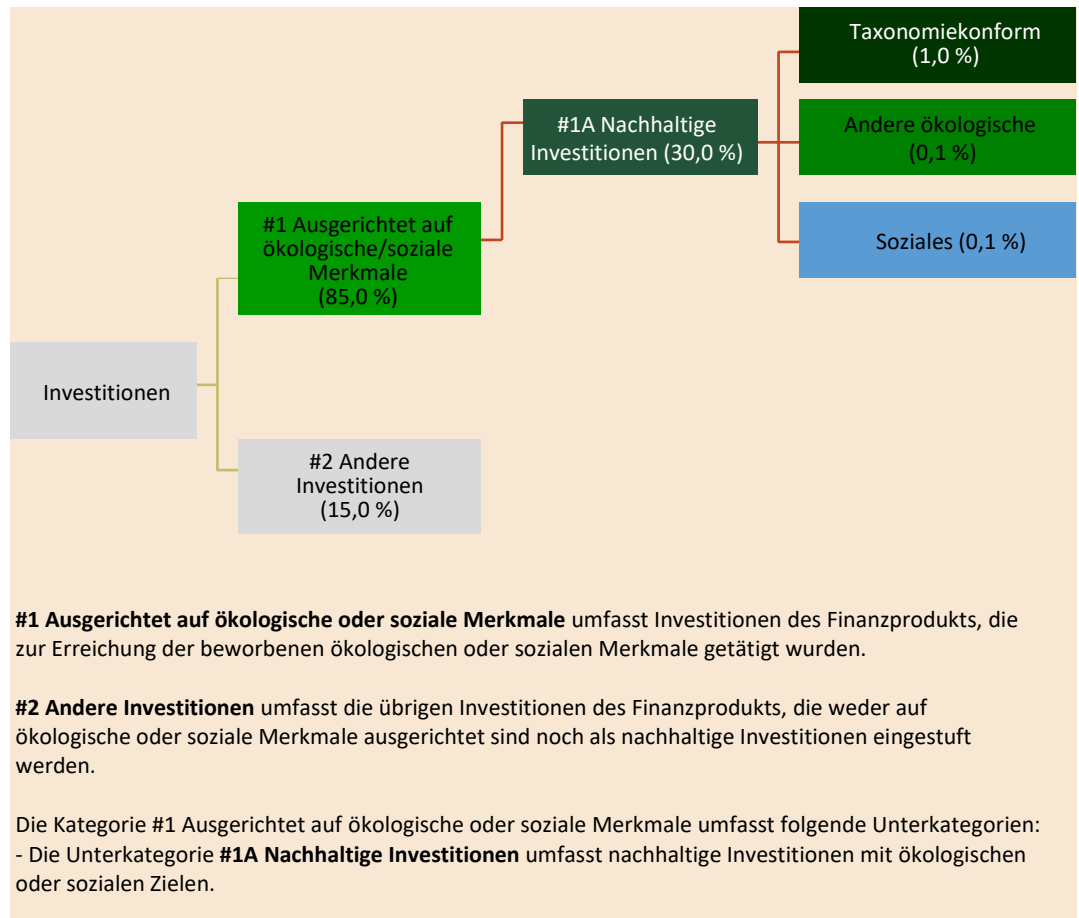 Taxonomiekonform
(1,0 %)
#1A Nachhaltige
Investitionen (30,0 %)
Andere ökologische
(0,1 %)
#1 Ausgerichtet auf
ökologische/soziale
Merkmale
(85,0 %)
Soziales (0,1 %)
Investitionen
#2 Andere
Investitionen
(15,0 %)
#1 Ausgerichtet auf ökologische oder soziale Merkmale umfasst Investitionen des Finanzprodukts, die
zur Erreichung der beworbenen ökologischen oder sozialen Merkmale getätigt wurden.
#2 Andere Investitionen umfasst die übrigen Investitionen des Finanzprodukts, die weder auf
ökologische oder soziale Merkmale ausgerichtet sind noch als nachhaltige Investitionen eingestuft
werden.
Die Kategorie #1 Ausgerichtet auf ökologische oder soziale Merkmale umfasst folgende Unterkategorien:
- Die Unterkategorie #1A Nachhaltige Investitionen umfasst nachhaltige Investitionen mit ökologischen
oder sozialen Zielen.